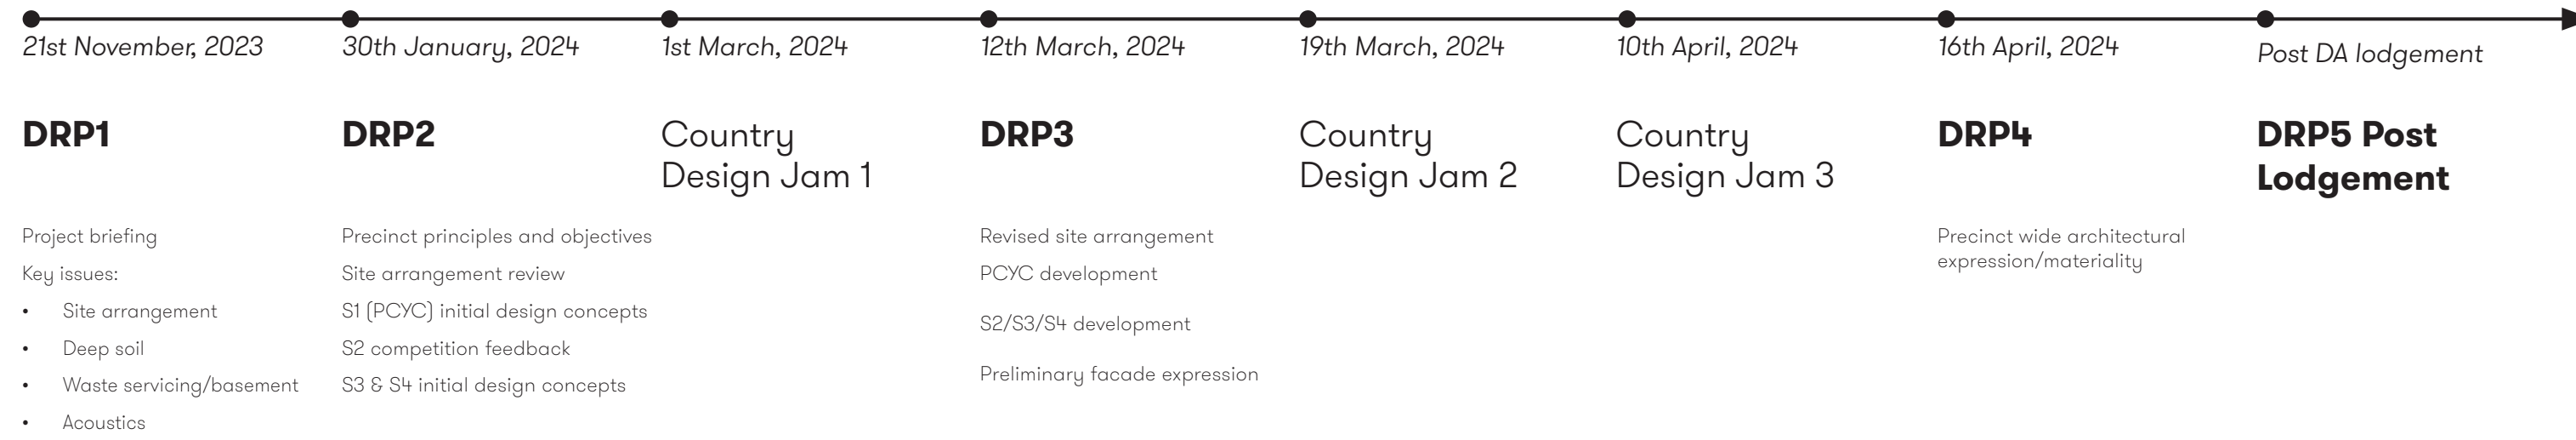 21st November, 2023
30th January, 2024
1st March, 2024
12th March, 2024
19th March, 2024
10th April, 2024
16th April, 2024
Post DA lodgement
DRP1
DRP2
Country
Design Jam 1
DRP3
Country
Design Jam 2
Country
Design Jam 3
DRP4
DRP5 Post
Lodgement
Project briefing
Key issues:
• Site arrangement
• Deep soil
• Waste servicing/basement
• Acoustics
Precinct principles and objectives
Site arrangement review
S1 (PCYC) initial design concepts
S2 competition feedback
S3 & S4 initial design concepts
Revised site arrangement
PCYC development
S2/S3/S4 development
Preliminary facade expression
Precinct wide architectural
expression/materiality